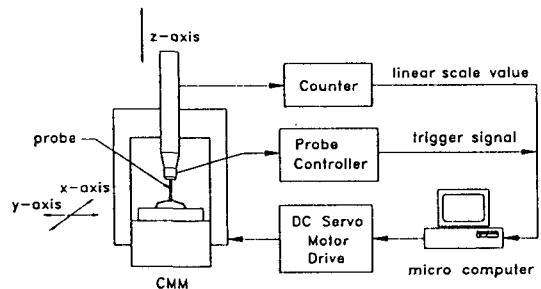 z-axis
Counter
linear scale value
probe
Probe
Controller
trigger signal
x-axis
y-axis
DC Servo
Motor
Drive
micro computer
CMM